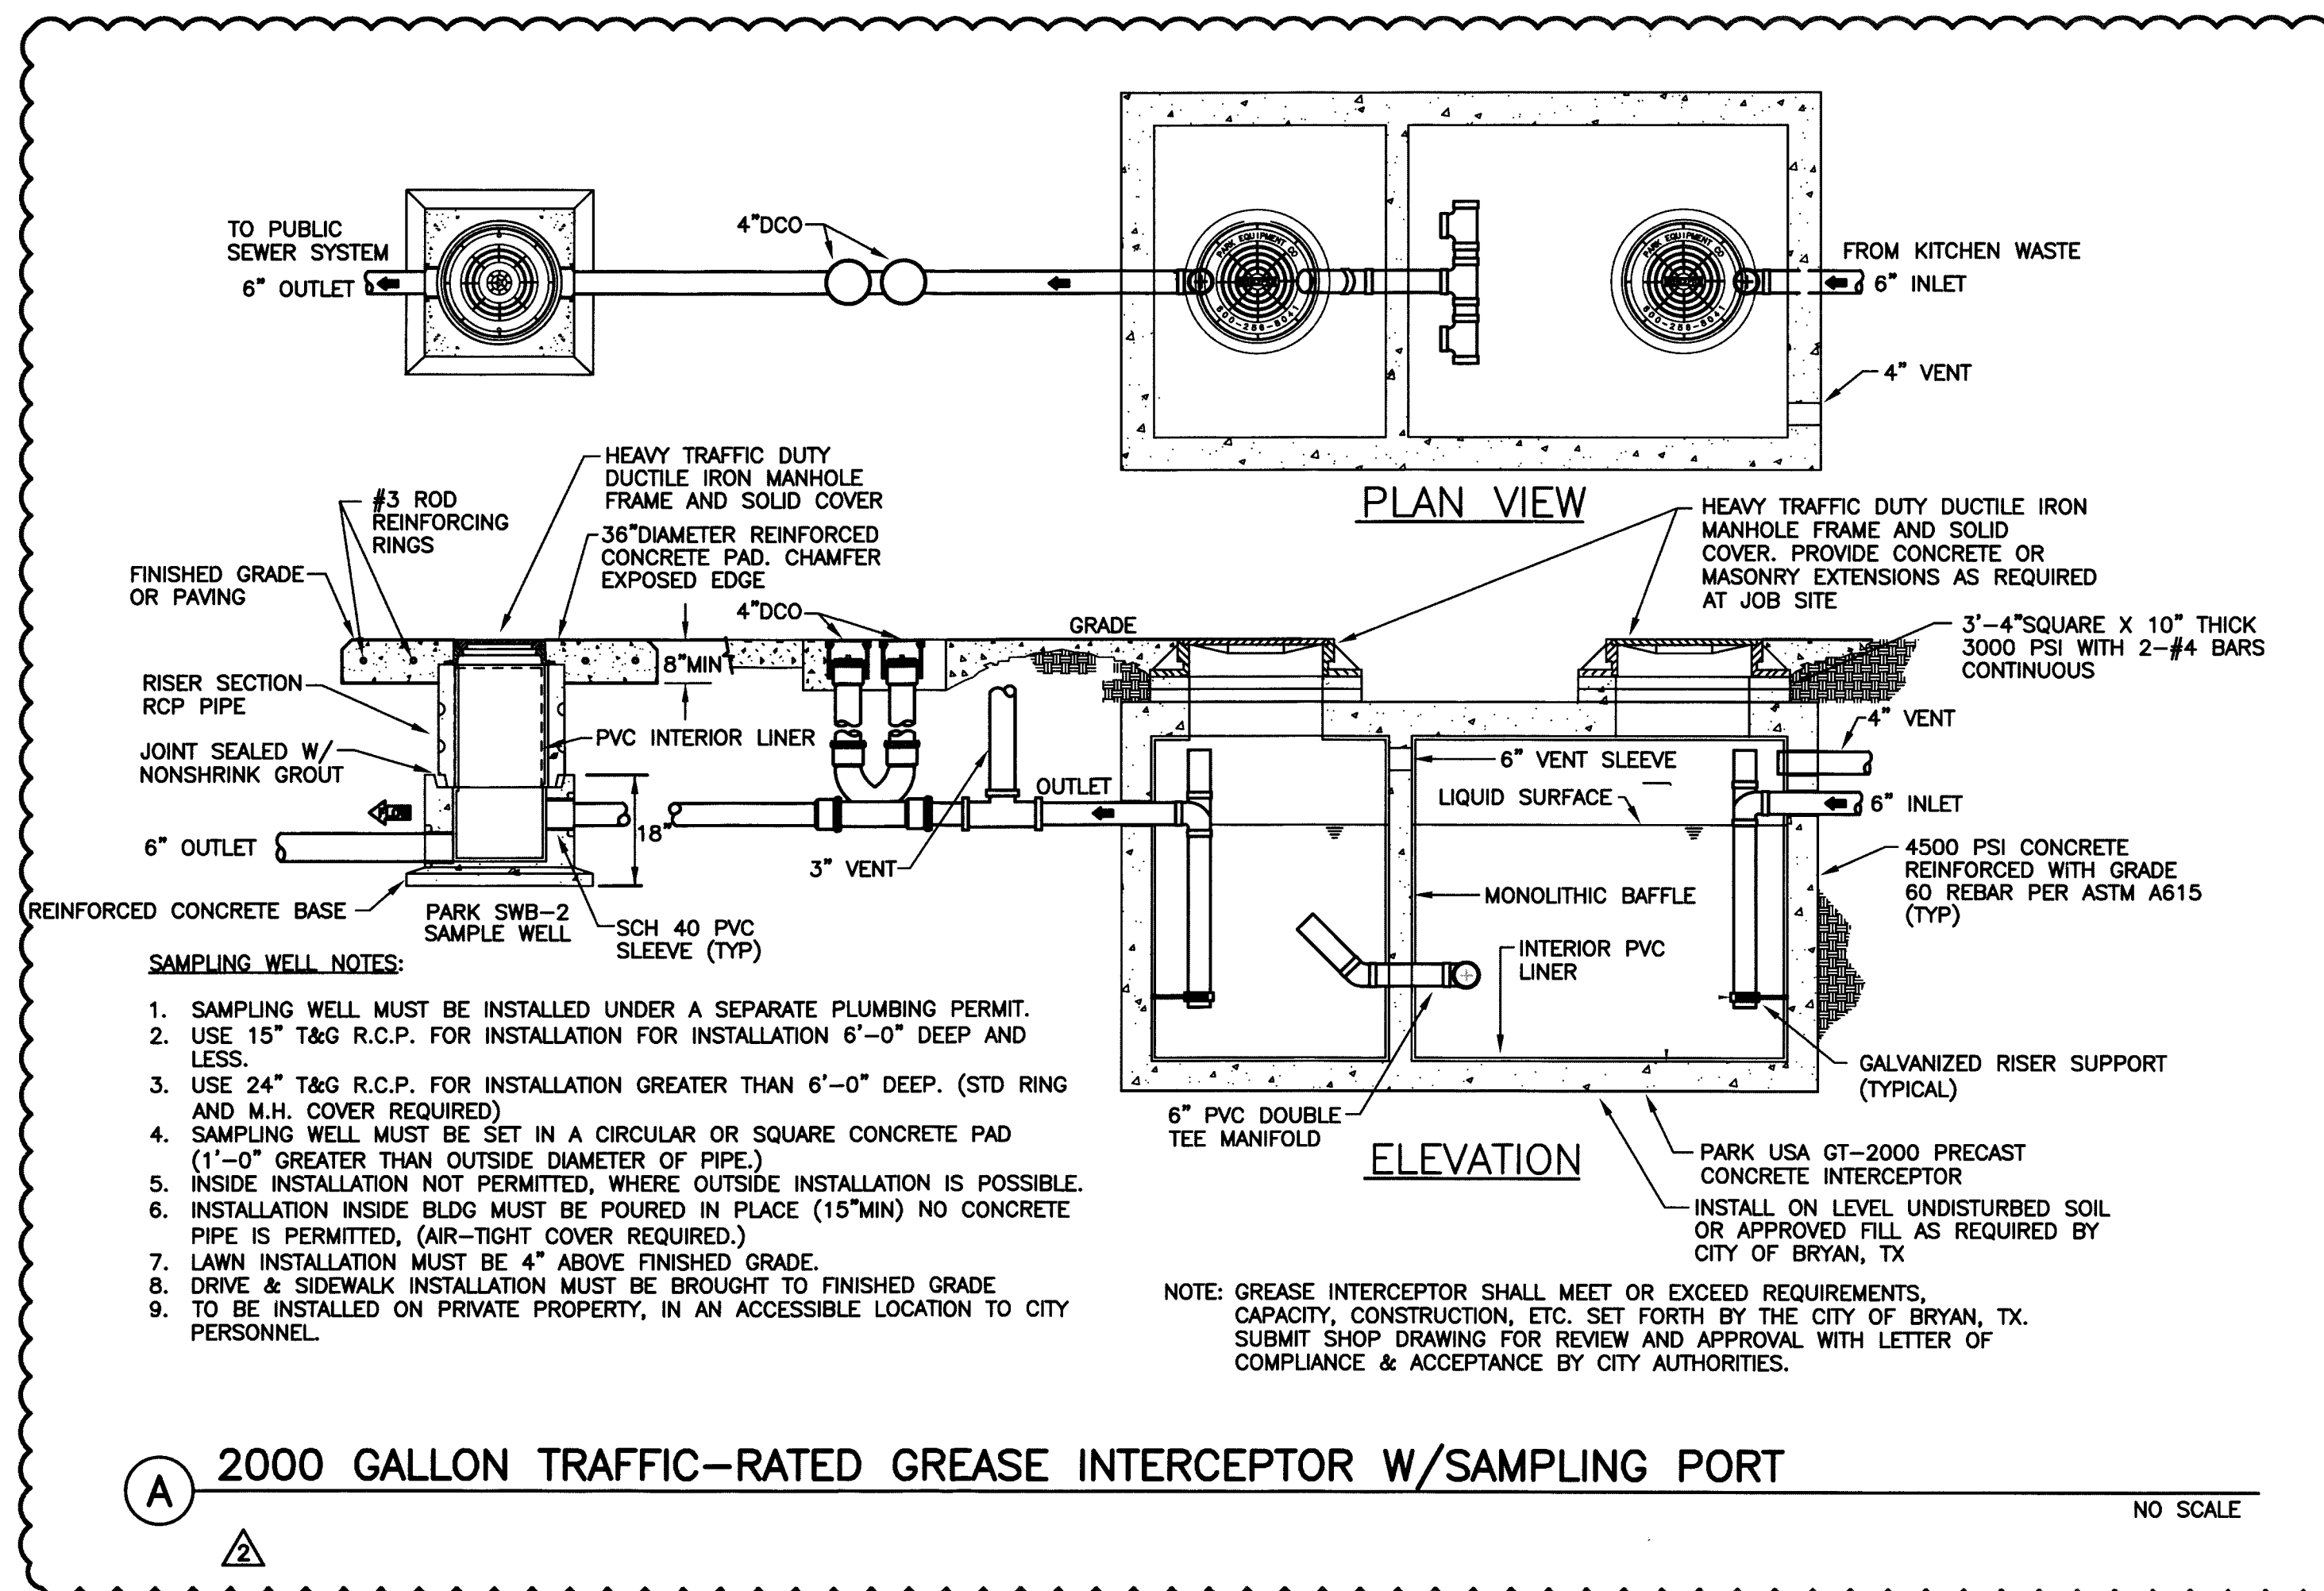 TO PUBLIC
SEWER SYSTEM
6" OUTLET
4"DCO
PARK EQUIPMENT CO
800-256-8041
PARK EQUIPMENT CO
800-256-8041
FROM KITCHEN WASTE
6" INLET
4" VENT
PLAN VIEW
#3 ROD
REINFORCING
RINGS
HEAVY TRAFFIC DUTY
DUCTILE IRON MANHOLE
FRAME AND SOLID COVER
36"DIAMETER REINFORCED
CONCRETE PAD. CHAMFER
EXPOSED EDGE
FINISHED GRADE
OR PAVING
4"DCO
GRADE
HEAVY TRAFFIC DUTY DUCTILE IRON
MANHOLE FRAME AND SOLID
COVER. PROVIDE CONCRETE OR
MASONRY EXTENSIONS AS REQUIRED
AT JOB SITE
3'-4"SQUARE X 10" THICK
3000 PSI WITH 2-#4 BARS
CONTINUOUS
8"MIN
RISER SECTION
RCP PIPE
PVC INTERIOR LINER
JOINT SEALED W/
NONSHRINK GROUT
4" VENT
6" VENT SLEEVE
OUTLET
LIQUID SURFACE
6" INLET
18"
6" OUTLET
3" VENT
4500 PSI CONCRETE
REINFORCED WITH GRADE
60 REBAR PER ASTM A615
(TYP)
MONOLITHIC BAFFLE
REINFORCED CONCRETE BASE
PARK SWB-2
SAMPLE WELL
SCH 40 PVC
SLEEVE (TYP)
INTERIOR PVC
LINER
GALVANIZED RISER SUPPORT
(TYPICAL)
6" PVC DOUBLE
TEE MANIFOLD
ELEVATION
PARK USA GT-2000 PRECAST
CONCRETE INTERCEPTOR
INSTALL ON LEVEL UNDISTURBED SOIL
OR APPROVED FILL AS REQUIRED BY
CITY OF BRYAN, TX
SAMPLING WELL NOTES:
1. SAMPLING WELL MUST BE INSTALLED UNDER A SEPARATE PLUMBING PERMIT.
2. USE 15" T&G R.C.P. FOR INSTALLATION FOR INSTALLATION 6'-0" DEEP AND
LESS.
3. USE 24" T&G R.C.P. FOR INSTALLATION GREATER THAN 6'-0" DEEP. (STD RING
AND M.H. COVER REQUIRED)
4. SAMPLING WELL MUST BE SET IN A CIRCULAR OR SQUARE CONCRETE PAD
(1'-0" GREATER THAN OUTSIDE DIAMETER OF PIPE.)
5. INSIDE INSTALLATION NOT PERMITTED, WHERE OUTSIDE INSTALLATION IS POSSIBLE.
6. INSTALLATION INSIDE BLDG MUST BE POURED IN PLACE (15"MIN) NO CONCRETE
PIPE IS PERMITTED, (AIR-TIGHT COVER REQUIRED.)
7. LAWN INSTALLATION MUST BE 4" ABOVE FINISHED GRADE.
8. DRIVE & SIDEWALK INSTALLATION MUST BE BROUGHT TO FINISHED GRADE
9. TO BE INSTALLED ON PRIVATE PROPERTY, IN AN ACCESSIBLE LOCATION TO CITY
PERSONNEL.
NOTE: GREASE INTERCEPTOR SHALL MEET OR EXCEED REQUIREMENTS,
CAPACITY, CONSTRUCTION, ETC. SET FORTH BY THE CITY OF BRYAN, TX.
SUBMIT SHOP DRAWING FOR REVIEW AND APPROVAL WITH LETTER OF
COMPLIANCE & ACCEPTANCE BY CITY AUTHORITIES.
A
2000 GALLON TRAFFIC-RATED GREASE INTERCEPTOR W/SAMPLING PORT
NO SCALE
2